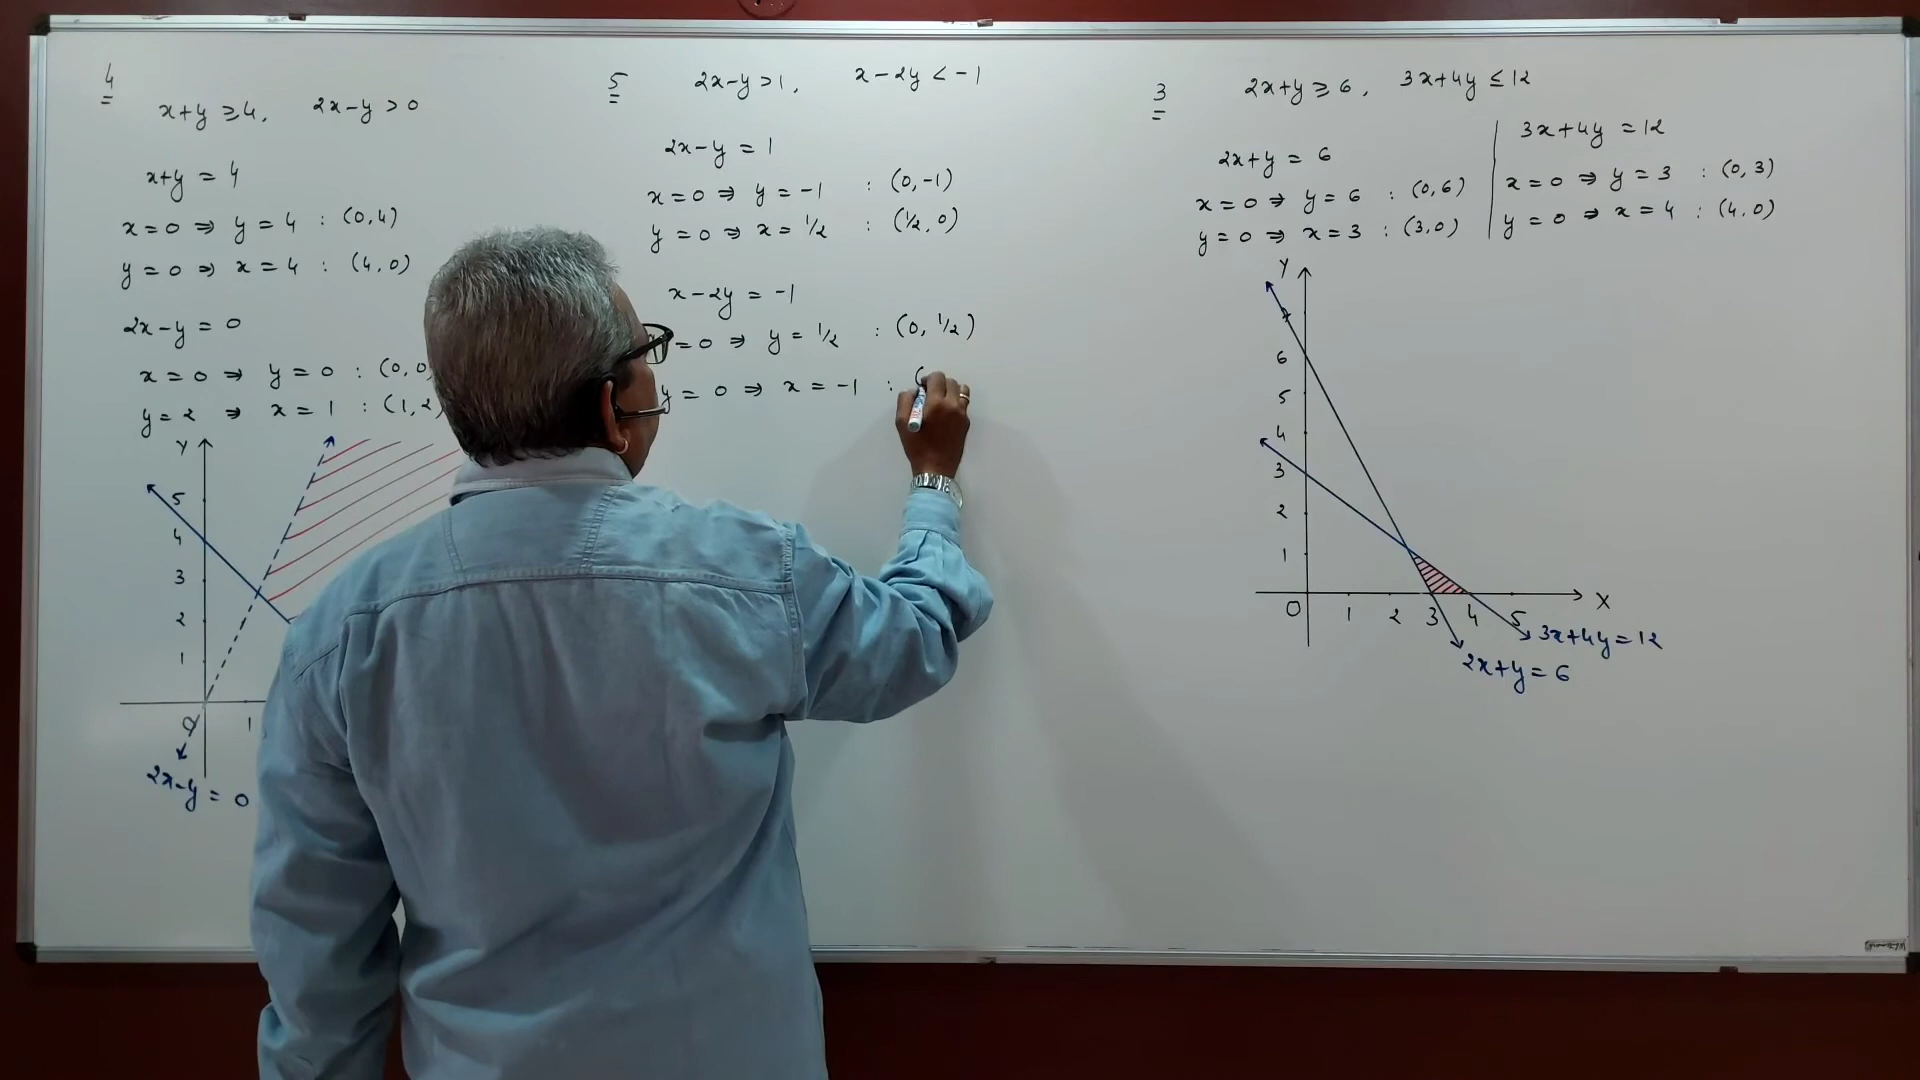 4
x+y ≥ 4, 2x-y > 0
x+y = 4
x = 0 ⇒ y = 4 : (0,4)
y = 0 ⇒ x = 4 : (4,0)
2x-y = 0
x = 0 ⇒ y = 0 : (0,0
y = 2 ⇒ x = 1 : (1,2)
Y
5
4
3
2
1
O 1
2x-y = 0
5
2x-y > 1, x-2y < -1
2x-y = 1
x = 0 ⇒ y = -1 : (0,-1)
y = 0 ⇒ x = 1/2 : (1/2, 0)
x-2y = -1
= 0 ⇒ y = 1/2 : (0, 1/2)
y = 0 ⇒ x = -1 : (
3
2x+y ≥ 6, 3x+4y ≤ 12
2x+y = 6
x = 0 ⇒ y = 6 : (0,6)
y = 0 ⇒ x = 3 : (3,0)
3x+4y = 12
x = 0 ⇒ y = 3 : (0,3)
y = 0 ⇒ x = 4 : (4,0)
Y
7
6
5
4
3
2
1
O 1 2 3 4 5 X
3x+4y = 12
2x+y = 6